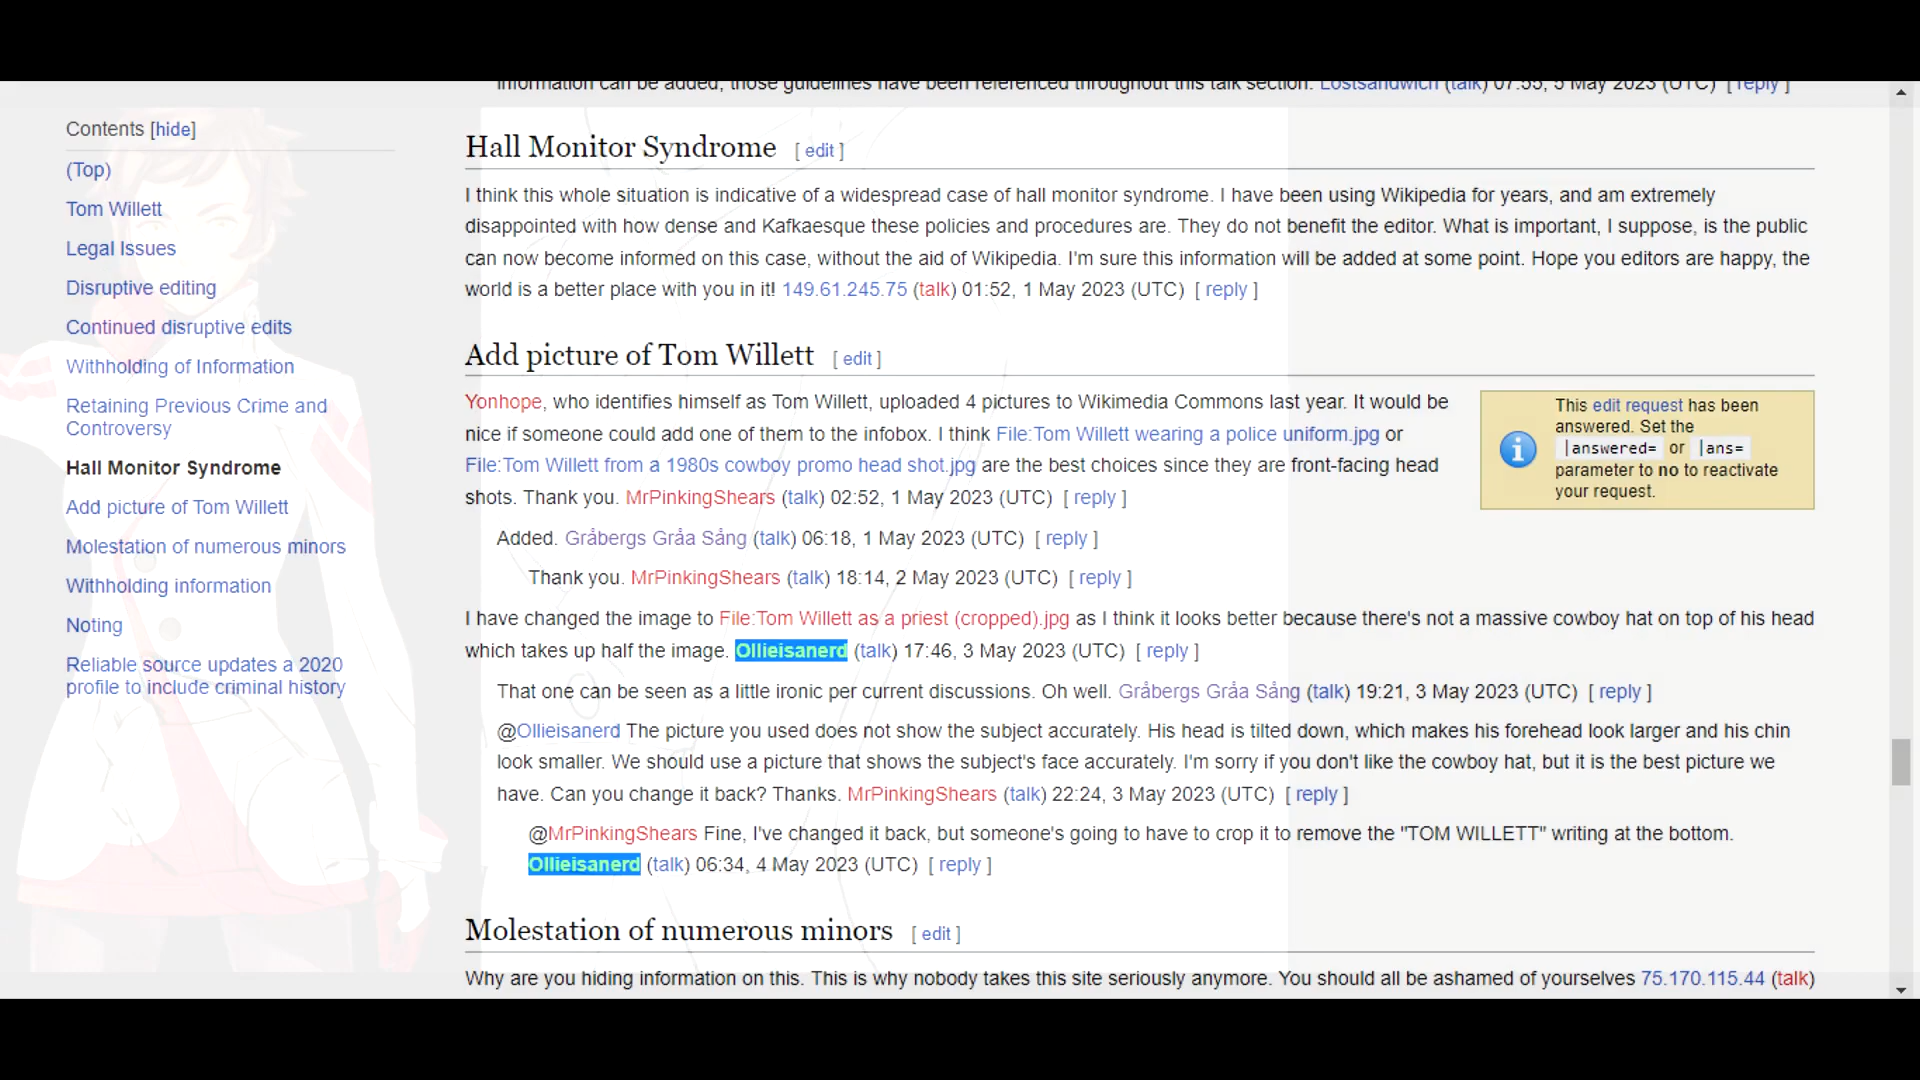 information can be added, those guidelines have been referenced throughout this talk section. Lostsandwich (talk) 07:55, 5 May 2023 (UTC) [ reply ]
Contents [hide]
(Top)
Tom Willett
Legal Issues
Disruptive editing
Continued disruptive edits
Withholding of Information
Retaining Previous Crime and
Controversy
Hall Monitor Syndrome
Add picture of Tom Willett
Molestation of numerous minors
Withholding information
Noting
Reliable source updates a 2020
profile to include criminal history
Hall Monitor Syndrome [ edit ]
I think this whole situation is indicative of a widespread case of hall monitor syndrome. I have been using Wikipedia for years, and am extremely
disappointed with how dense and Kafkaesque these policies and procedures are. They do not benefit the editor. What is important, I suppose, is the public
can now become informed on this case, without the aid of Wikipedia. I'm sure this information will be added at some point. Hope you editors are happy, the
world is a better place with you in it! 149.61.245.75 (talk) 01:52, 1 May 2023 (UTC) [ reply ]
Add picture of Tom Willett [ edit ]
Yonhope, who identifies himself as Tom Willett, uploaded 4 pictures to Wikimedia Commons last year. It would be
nice if someone could add one of them to the infobox. I think File:Tom Willett wearing a police uniform.jpg or
File:Tom Willett from a 1980s cowboy promo head shot.jpg are the best choices since they are front-facing head
shots. Thank you. MrPinkingShears (talk) 02:52, 1 May 2023 (UTC) [ reply ]
This edit request has been
answered. Set the
|answered= or |ans=
parameter to no to reactivate
your request.
Added. Gråbergs Gråa Sång (talk) 06:18, 1 May 2023 (UTC) [ reply ]
Thank you. MrPinkingShears (talk) 18:14, 2 May 2023 (UTC) [ reply ]
I have changed the image to File:Tom Willett as a priest (cropped).jpg as I think it looks better because there's not a massive cowboy hat on top of his head
which takes up half the image. Ollieisanerd (talk) 17:46, 3 May 2023 (UTC) [ reply ]
That one can be seen as a little ironic per current discussions. Oh well. Gråbergs Gråa Sång (talk) 19:21, 3 May 2023 (UTC) [ reply ]
@Ollieisanerd The picture you used does not show the subject accurately. His head is tilted down, which makes his forehead look larger and his chin
look smaller. We should use a picture that shows the subject's face accurately. I'm sorry if you don't like the cowboy hat, but it is the best picture we
have. Can you change it back? Thanks. MrPinkingShears (talk) 22:24, 3 May 2023 (UTC) [ reply ]
@MrPinkingShears Fine, I've changed it back, but someone's going to have to crop it to remove the "TOM WILLETT" writing at the bottom.
Ollieisanerd (talk) 06:34, 4 May 2023 (UTC) [ reply ]
Molestation of numerous minors [ edit ]
Why are you hiding information on this. This is why nobody takes this site seriously anymore. You should all be ashamed of yourselves 75.170.115.44 (talk)